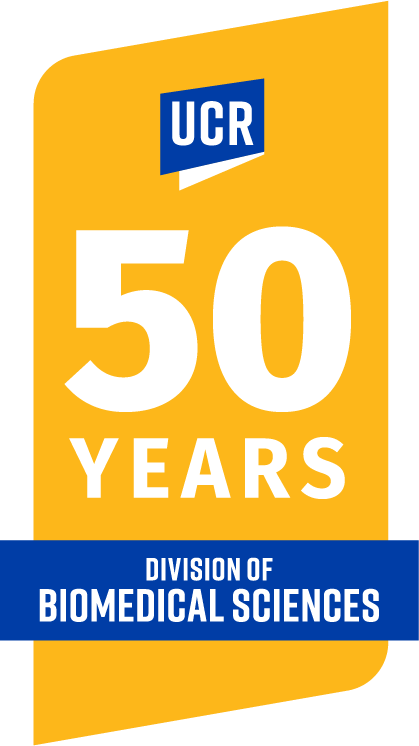 UCR
50
YEARS
DIVISION OF
BIOMEDICAL SCIENCES